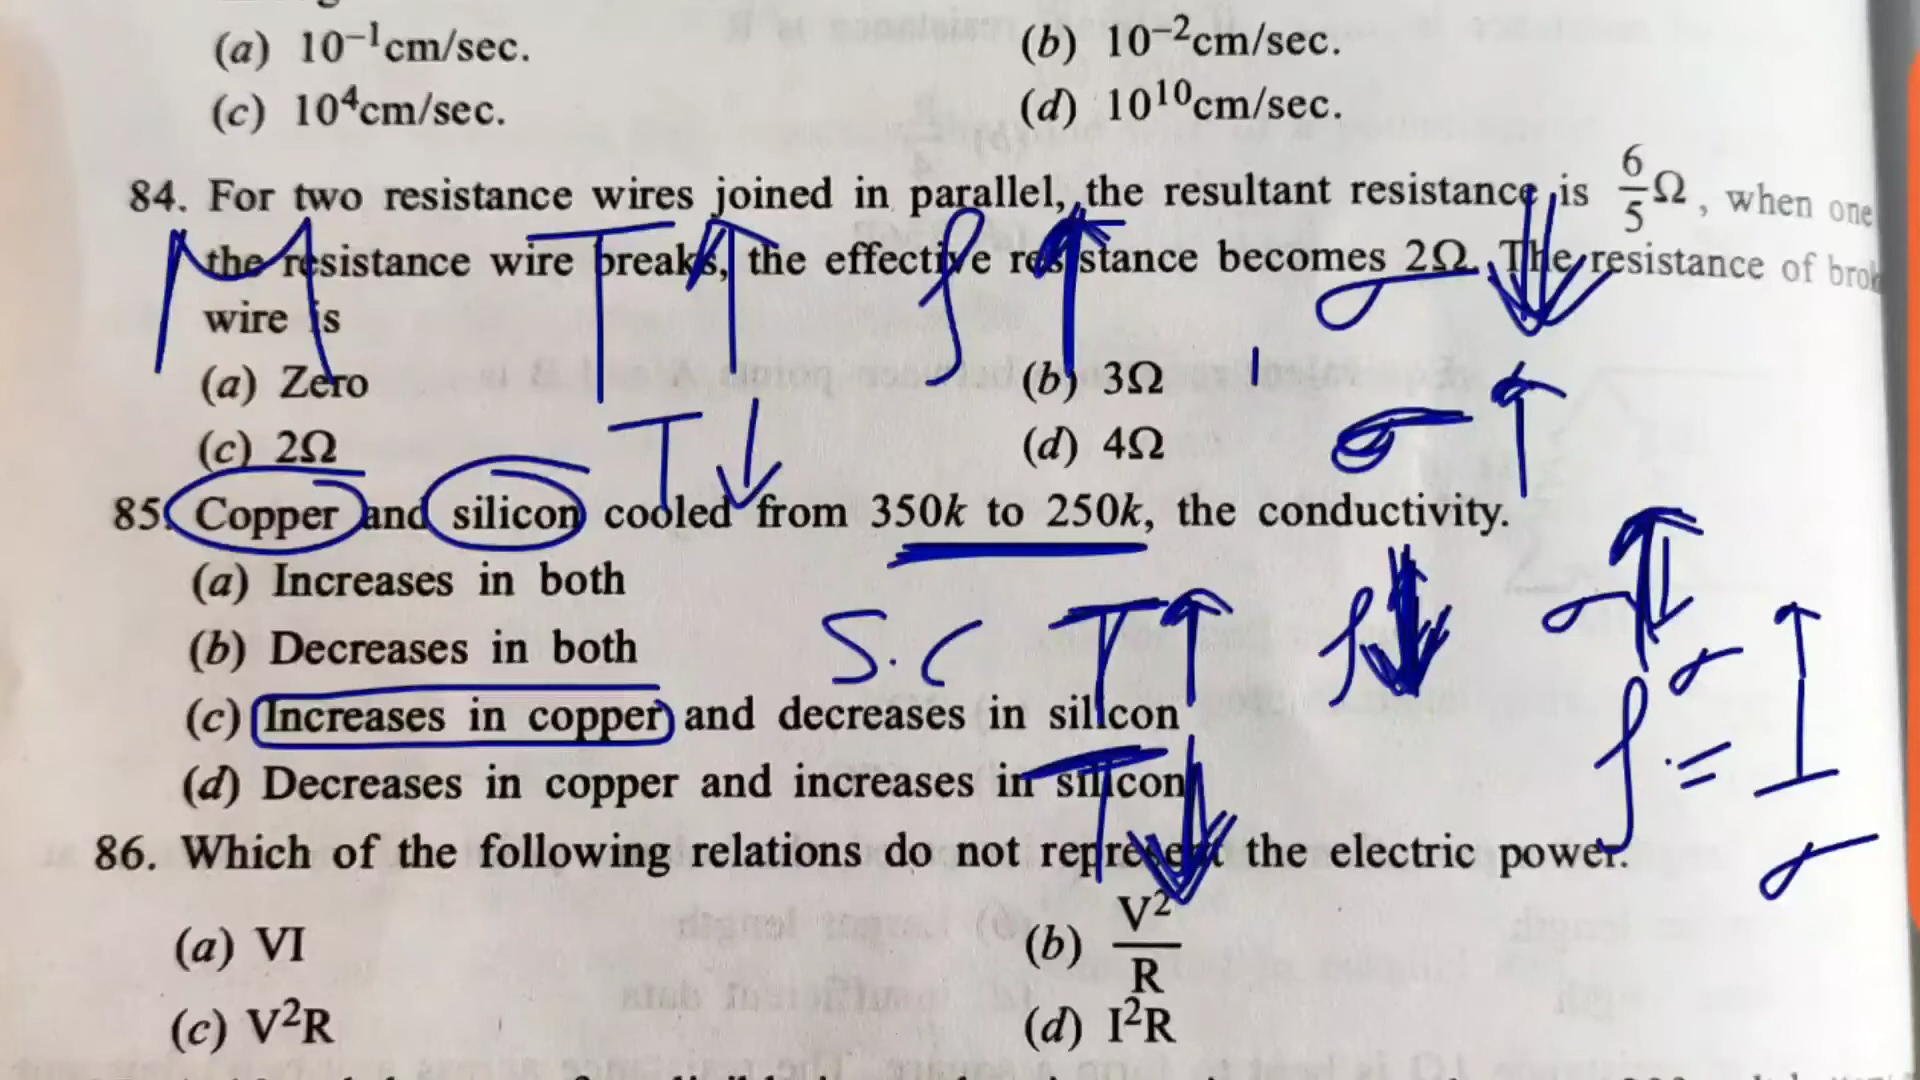 (a) 10⁻¹cm/sec. (b) 10⁻²cm/sec.
(c) 10⁴cm/sec. (d) 10¹⁰cm/sec.
84. For two resistance wires joined in parallel, the resultant resistance is 6/5 Ω, when one
the resistance wire breaks, the effective resistance becomes 2Ω. The resistance of
wire is
(a) Zero (b) 3Ω
(c) 2Ω (d) 4Ω
M T↑ ρ↑ σ↓
T↓ σ↑
85. Copper and silicon cooled from 350k to 250k, the conductivity.
(a) Increases in both
(b) Decreases in both
S.C T↑ ρ↓ σ
(c) Increases in copper and decreases in silicon
(d) Decreases in copper and increases in silicon
T↓
ρ = 1/σ
86. Which of the following relations do not represent the electric power.
(a) VI (b) V²/R
(c) V²R (d) I²R